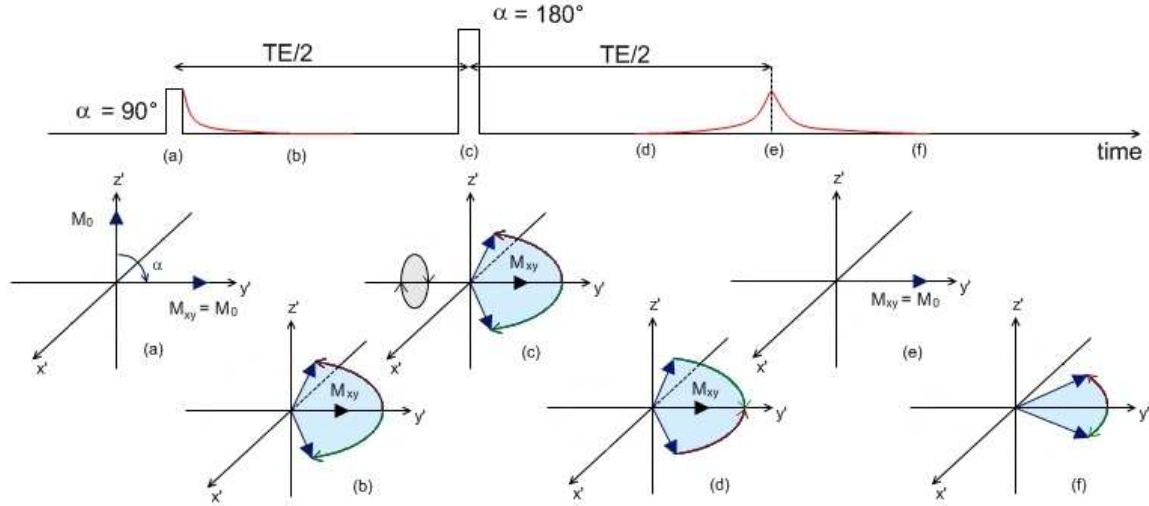 α = 180°
TE/2 TE/2
α = 90°
(a) (b) (c) (d) (e) (f)
time
z'
M₀
α
y'
Mxy = M₀
x'
(a)
z'
Mxy
y'
x'
(b)
z'
Mxy
y'
x'
(c)
z'
Mxy
y'
x'
(d)
z'
y'
Mxy = M₀
x'
(e)
z'
y'
x'
(f)